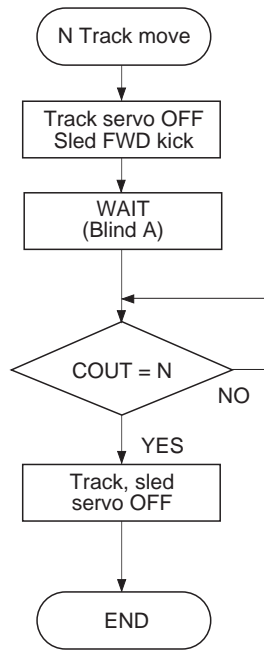 N Track move
Track servo OFF
Sled FWD kick
WAIT
(Blind A)
COUT = N
NO
YES
Track, sled
servo OFF
END